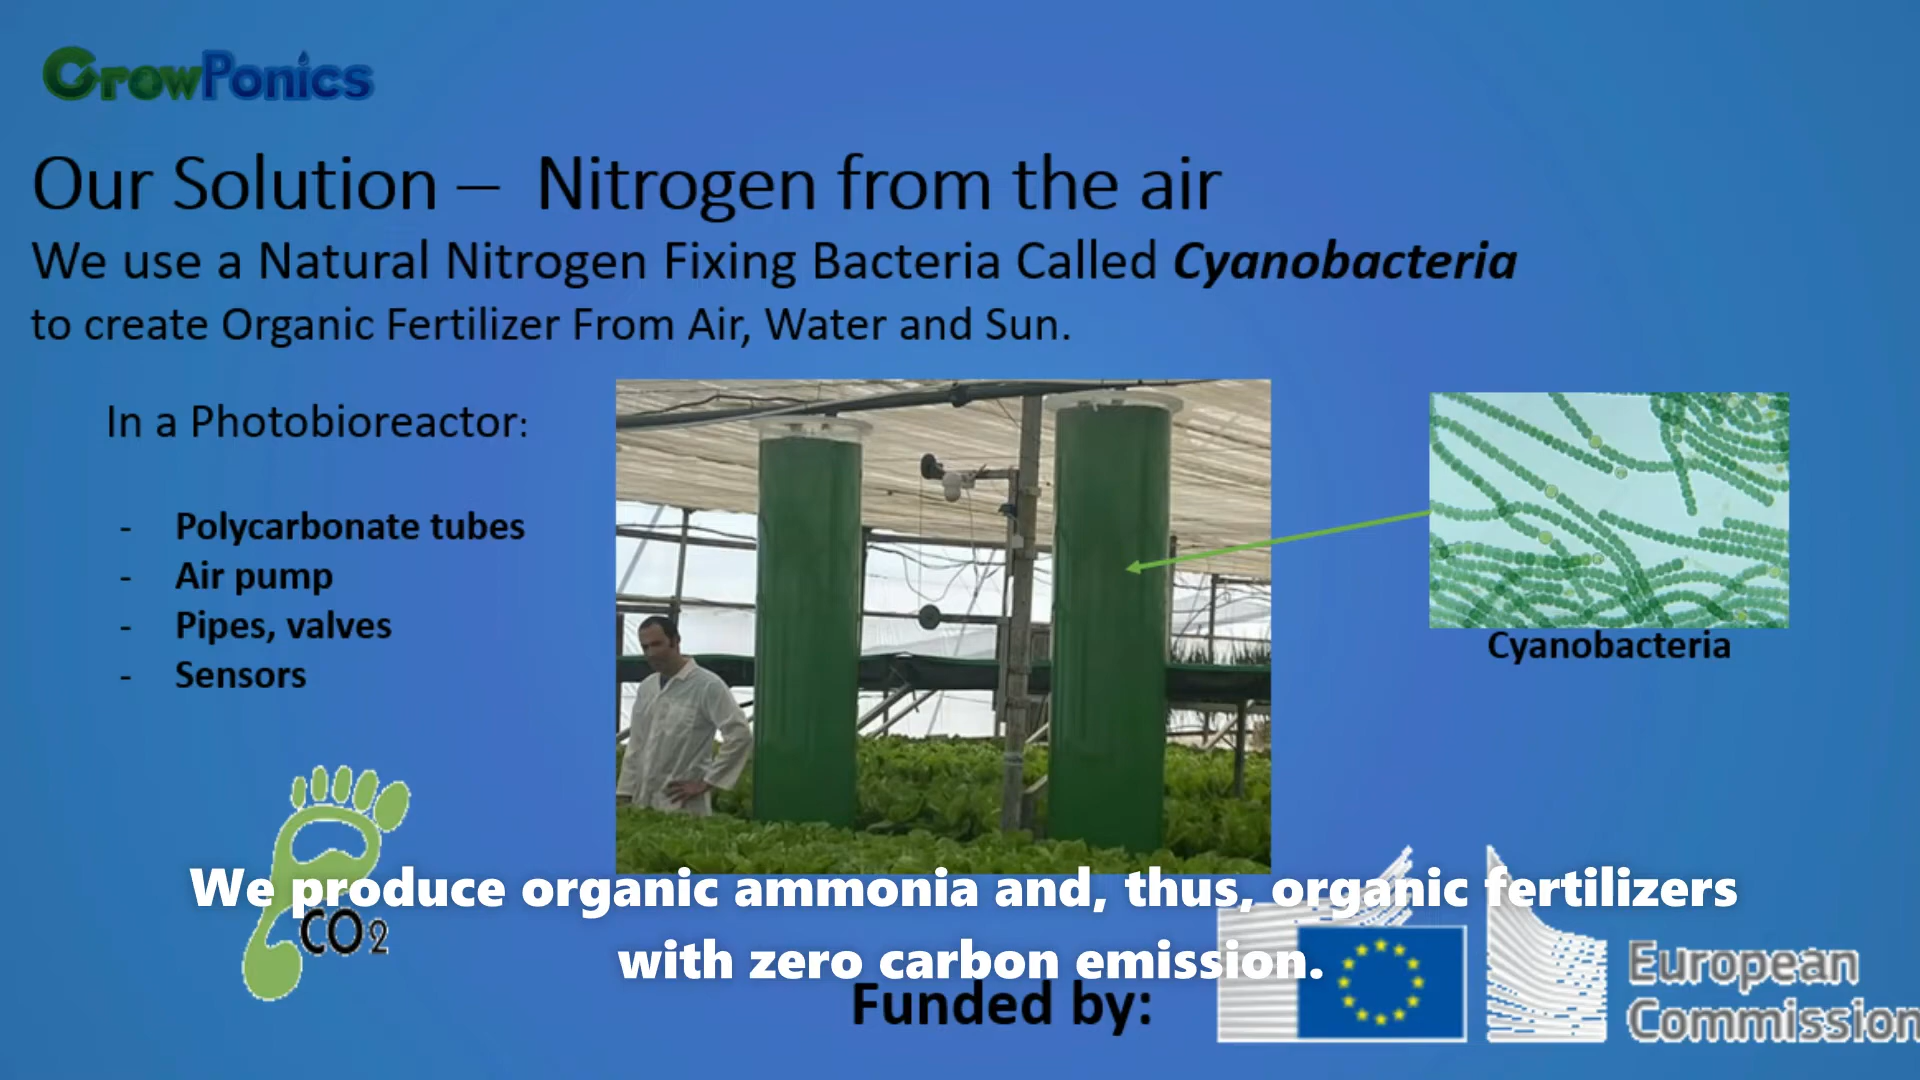 GrowPonics
Our Solution – Nitrogen from the air
We use a Natural Nitrogen Fixing Bacteria Called Cyanobacteria
to create Organic Fertilizer From Air, Water and Sun.
In a Photobioreactor:
- Polycarbonate tubes
- Air pump
- Pipes, valves
- Sensors
Cyanobacteria
We produce organic ammonia and, thus, organic fertilizers
with zero carbon emission.
CO2
Funded by:
European
Commission